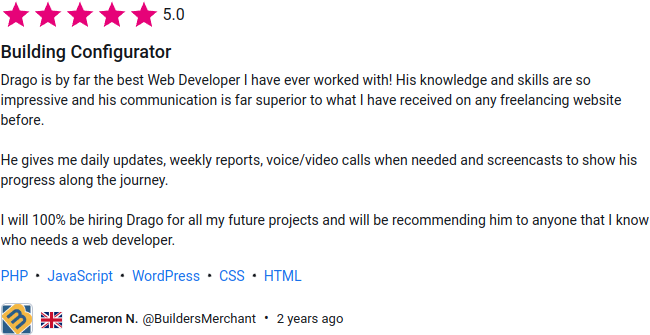 5.0
Building Configurator
Drago is by far the best Web Developer I have ever worked with! His knowledge and skills are so
impressive and his communication is far superior to what I have received on any freelancing website
before.
He gives me daily updates, weekly reports, voice/video calls when needed and screencasts to show his
progress along the journey.
I will 100% be hiring Drago for all my future projects and will be recommending him to anyone that I know
who needs a web developer.
PHP • JavaScript • WordPress • CSS • HTML
Cameron N. @BuildersMerchant • 2 years ago